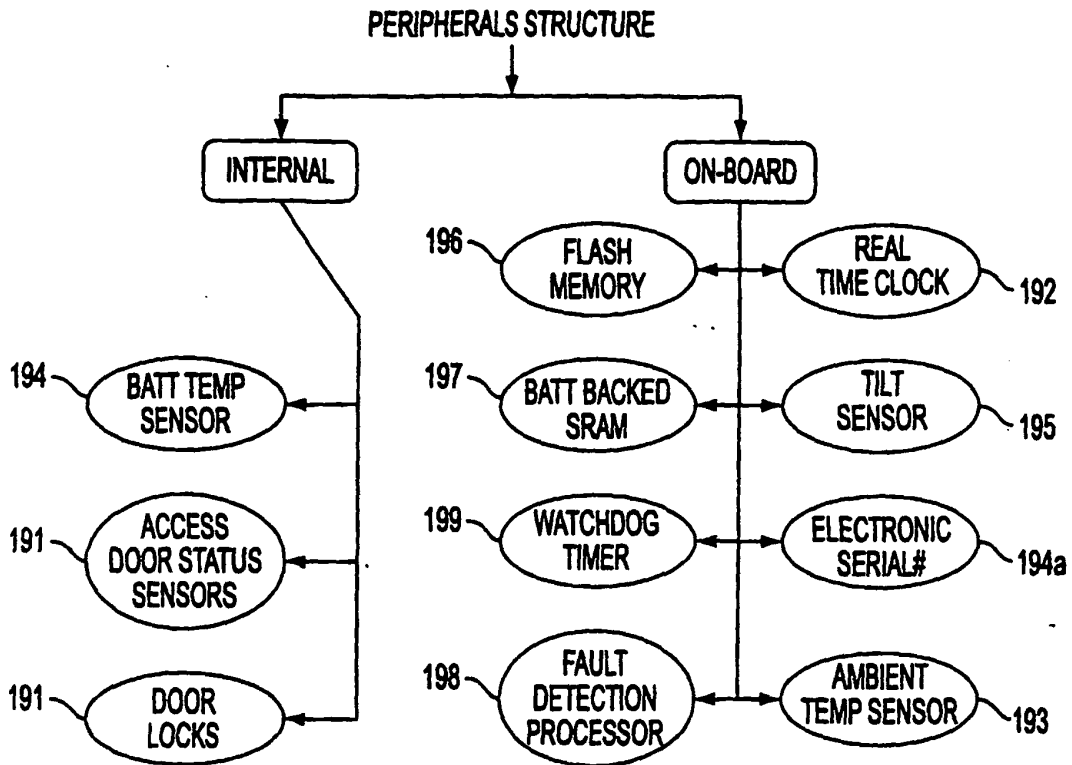 PERIPHERALS STRUCTURE
INTERNAL
ON-BOARD
194
BATT TEMP
SENSOR
191
ACCESS
DOOR STATUS
SENSORS
191
DOOR
LOCKS
196
FLASH
MEMORY
REAL
TIME CLOCK
192
197
BATT BACKED
SRAM
TILT
SENSOR
195
199
WATCHDOG
TIMER
ELECTRONIC
SERIAL#
194a
198
FAULT
DETECTION
PROCESSOR
AMBIENT
TEMP SENSOR
193